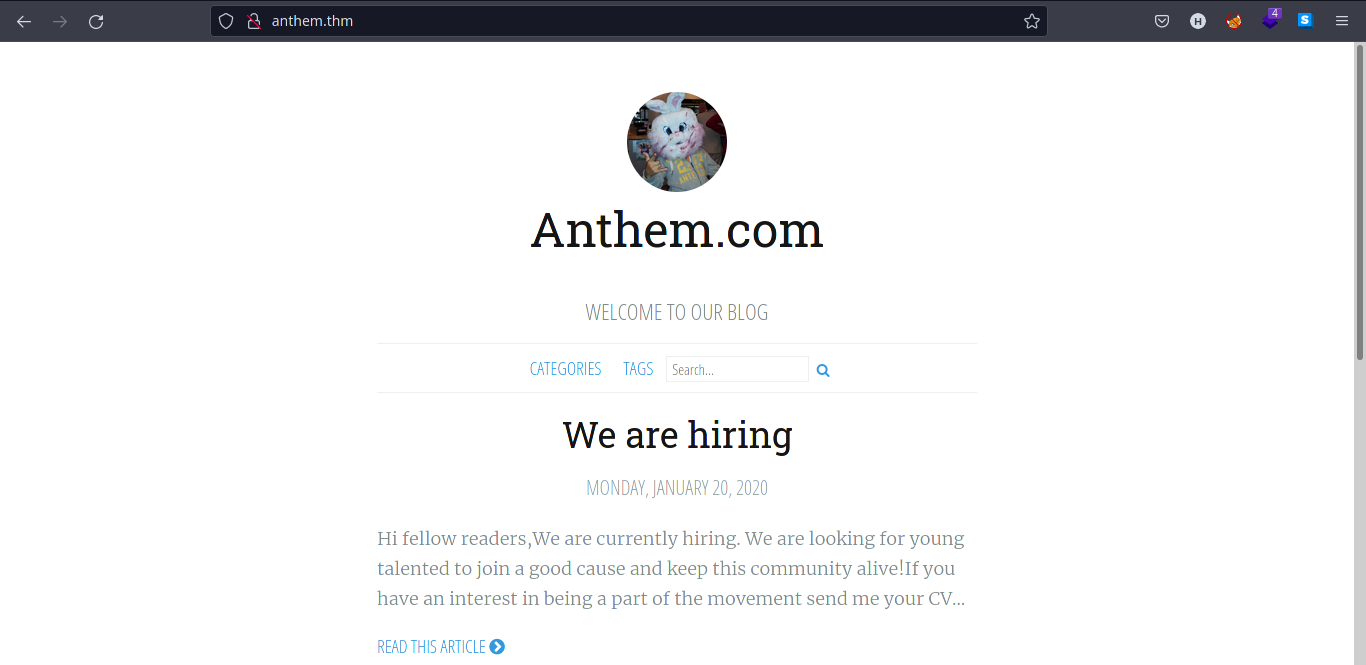 anthem.thm
H
4
S
Anthem.com
WELCOME TO OUR BLOG
CATEGORIES TAGS Search...
We are hiring
MONDAY, JANUARY 20, 2020
Hi fellow readers,We are currently hiring. We are looking for young
talented to join a good cause and keep this community alive!If you
have an interest in being a part of the movement send me your CV...
READ THIS ARTICLE